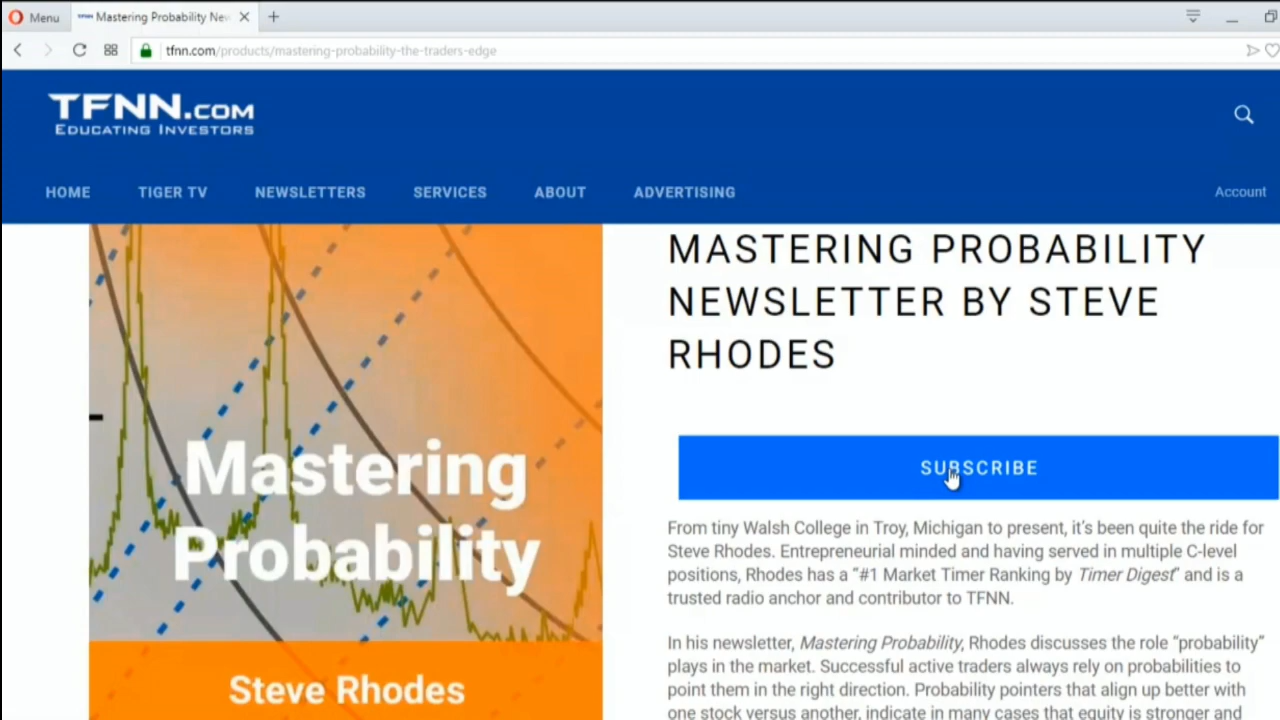 Menu
Mastering Probability New
tfnn.com/products/mastering-probability-the-traders-edge
TFNN.COM
EDUCATING INVESTORS
HOME TIGER TV NEWSLETTERS SERVICES ABOUT ADVERTISING Account
MASTERING PROBABILITY
NEWSLETTER BY STEVE
RHODES
SUBSCRIBE
Mastering
Probability
Steve Rhodes
From tiny Walsh College in Troy, Michigan to present, it's been quite the ride for
Steve Rhodes. Entrepreneurial minded and having served in multiple C-level
positions, Rhodes has a “#1 Market Timer Ranking by Timer Digest” and is a
trusted radio anchor and contributor to TFNN.
In his newsletter, Mastering Probability, Rhodes discusses the role “probability”
plays in the market. Successful active traders always rely on probabilities to
point them in the right direction. Probability pointers that align up better with
one stock versus another, indicate in many cases that equity is stronger and